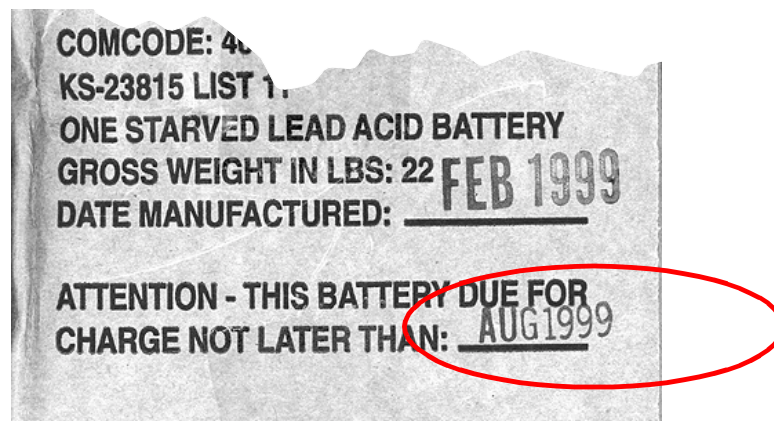 COMCODE:
KS-23815 LIST
ONE STARVED LEAD ACID BATTERY
GROSS WEIGHT IN LBS: 22
FEB 1999
DATE MANUFACTURED:
ATTENTION - THIS BATTERY DUE FOR
CHARGE NOT LATER THAN: AUG1999